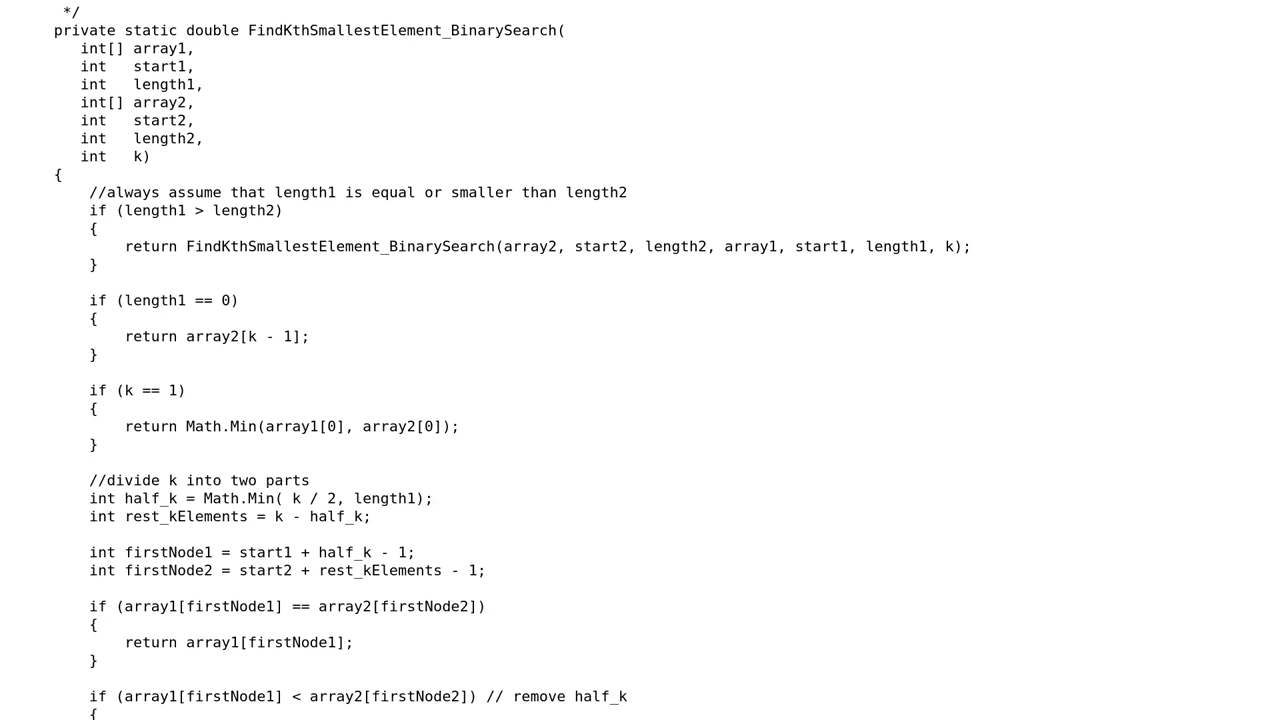 */
private static double FindKthSmallestElement_BinarySearch(
int[] array1,
int   start1,
int   length1,
int[] array2,
int   start2,
int   length2,
int   k)
{
//always assume that length1 is equal or smaller than length2
if (length1 > length2)
{
return FindKthSmallestElement_BinarySearch(array2, start2, length2, array1, start1, length1, k);
}
if (length1 == 0)
{
return array2[k - 1];
}
if (k == 1)
{
return Math.Min(array1[0], array2[0]);
}
//divide k into two parts
int half_k = Math.Min( k / 2, length1);
int rest_kElements = k - half_k;
int firstNode1 = start1 + half_k - 1;
int firstNode2 = start2 + rest_kElements - 1;
if (array1[firstNode1] == array2[firstNode2])
{
return array1[firstNode1];
}
if (array1[firstNode1] < array2[firstNode2]) // remove half_k
{